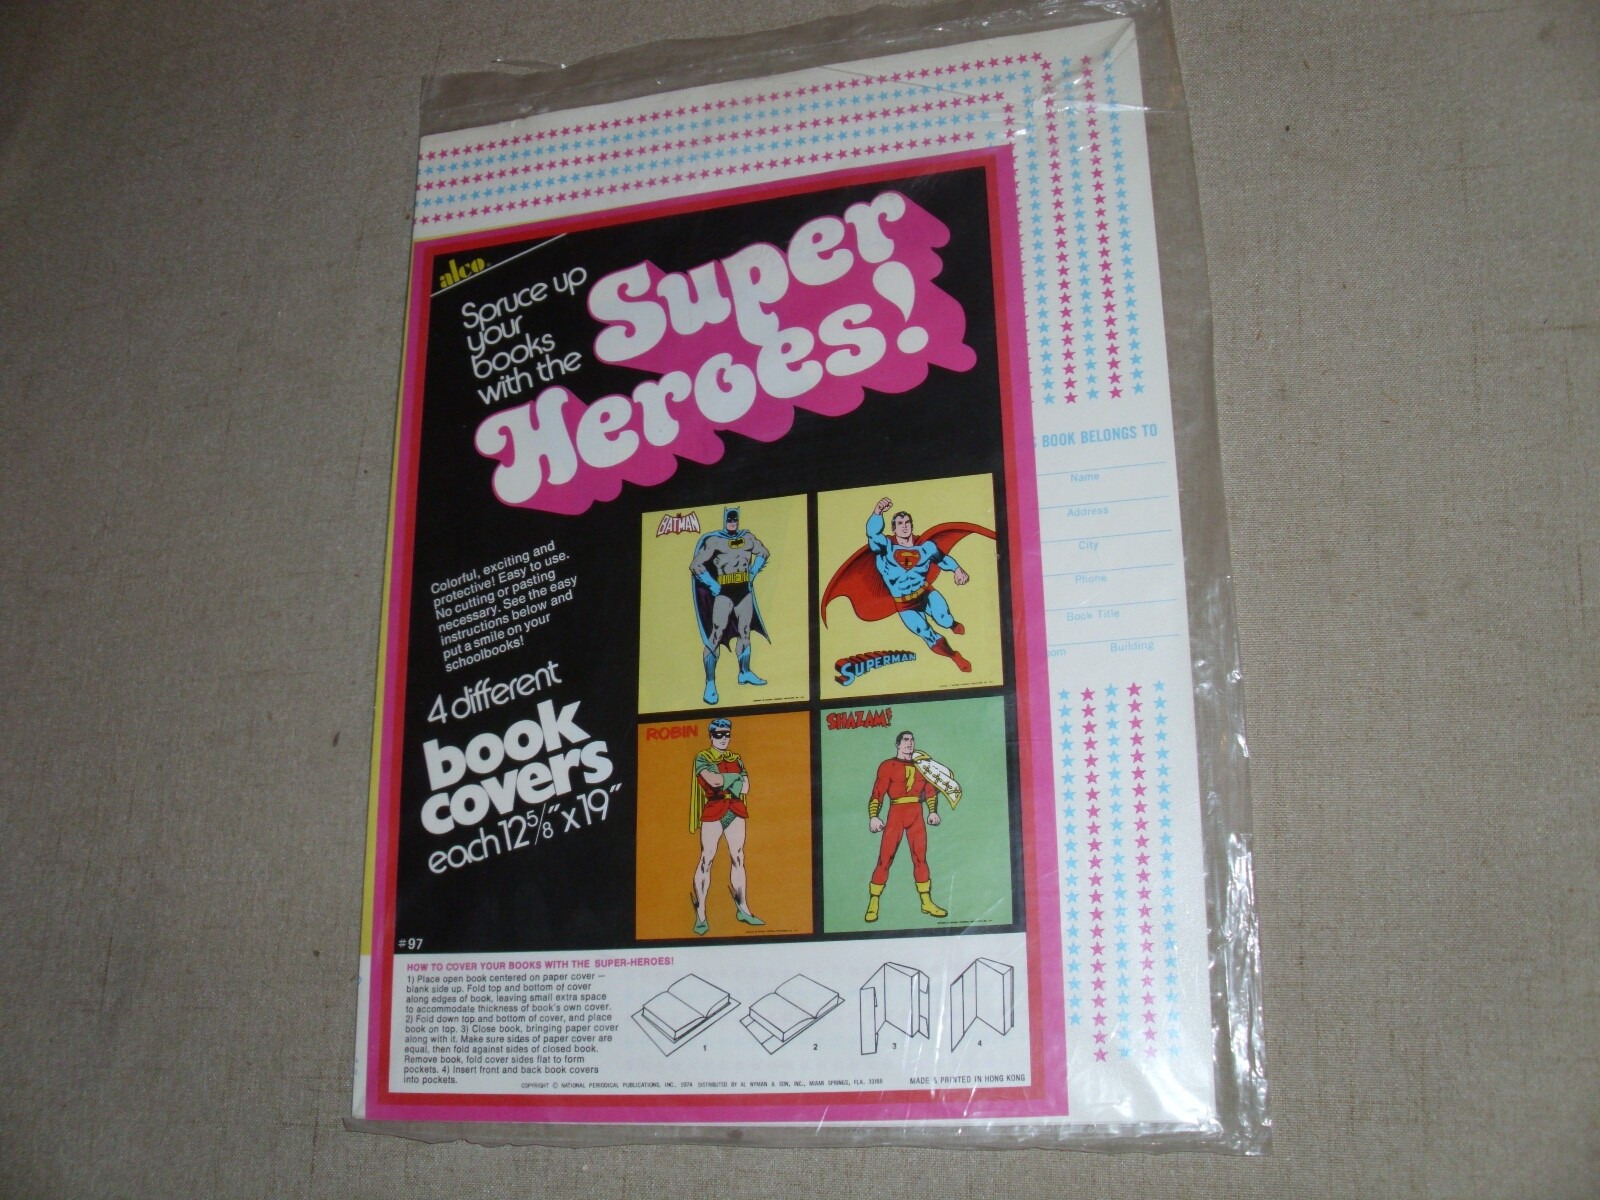 alco
Spruce up
your
books
with the
Super
Heroes!
Colorful, exciting and
protective! Easy to use.
No cutting or pasting
necessary. See the easy
instructions below and
put a smile on your
schoolbooks!
4 different
book
covers
each 12 5/8" x 19"
BATMAN
SUPERMAN
ROBIN
SHAZAM!
#97
HOW TO COVER YOUR BOOKS WITH THE SUPER-HEROES!
1) Place open book centered on paper cover —
blank side up. Fold top and bottom of cover
along edges of book, leaving small extra space
to accommodate thickness of book's own cover.
2) Fold down top and bottom of cover, and place
book on top. 3) Close book, bringing paper cover
along with it. Make sure sides of paper cover are
equal, then fold against sides of closed book.
Remove book, fold cover sides flat to form
pockets. 4) Insert front and back book covers
into pockets.
1
2
3
4
COPYRIGHT © NATIONAL PERIODICAL PUBLICATIONS, INC., 1974 DISTRIBUTED BY AL NYMAN & SON, INC., MIAMI SPRINGS, FLA. 33166
MADE & PRINTED IN HONG KONG
S BOOK BELONGS TO
Name
Address
City
Phone
Book Title
oom Building